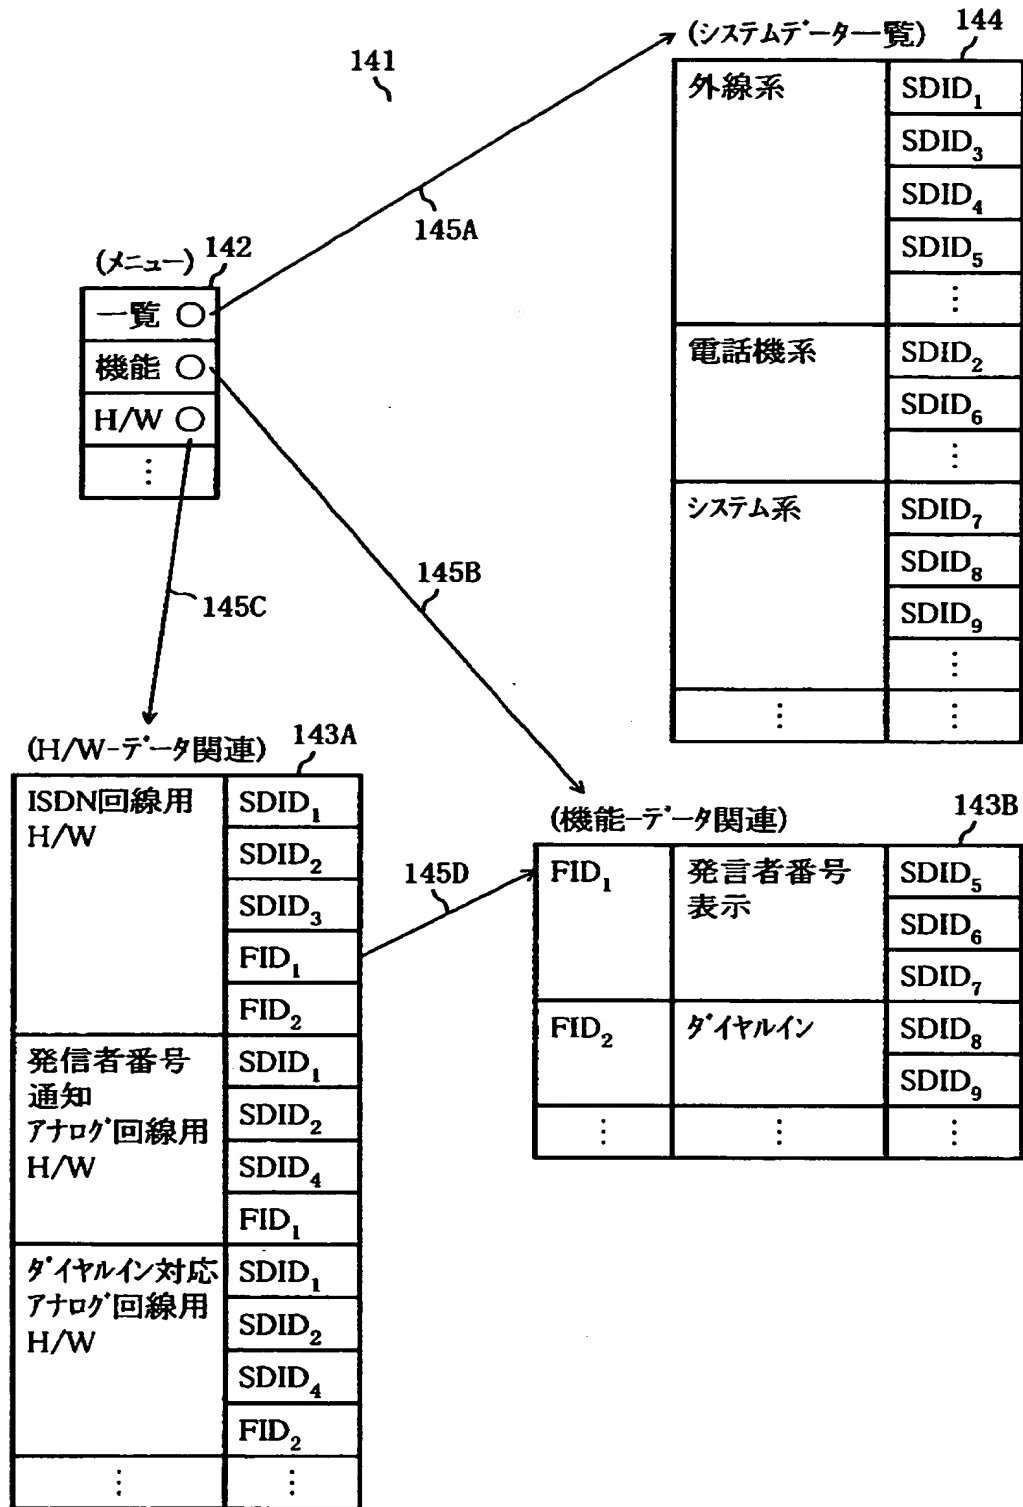 141
(システムデータ一覧)
144
外線系
SDID₁
SDID₃
SDID₄
SDID₅
⋮
電話機系
SDID₂
SDID₆
⋮
システム系
SDID₇
SDID₈
SDID₉
⋮
⋮
⋮
145A
(メニュー)
142
一覧 ○
機能 ○
H/W ○
⋮
145B
145C
(H/W-データ関連)
143A
ISDN回線用
H/W
SDID₁
SDID₂
SDID₃
FID₁
FID₂
発信者番号
通知
アナログ回線用
H/W
SDID₁
SDID₂
SDID₄
FID₁
ダイヤルイン対応
アナログ回線用
H/W
SDID₁
SDID₂
SDID₄
FID₂
⋮
⋮
145D
(機能-データ関連)
143B
FID₁
発言者番号
表示
SDID₅
SDID₆
SDID₇
FID₂
ダイヤルイン
SDID₈
SDID₉
⋮
⋮
⋮